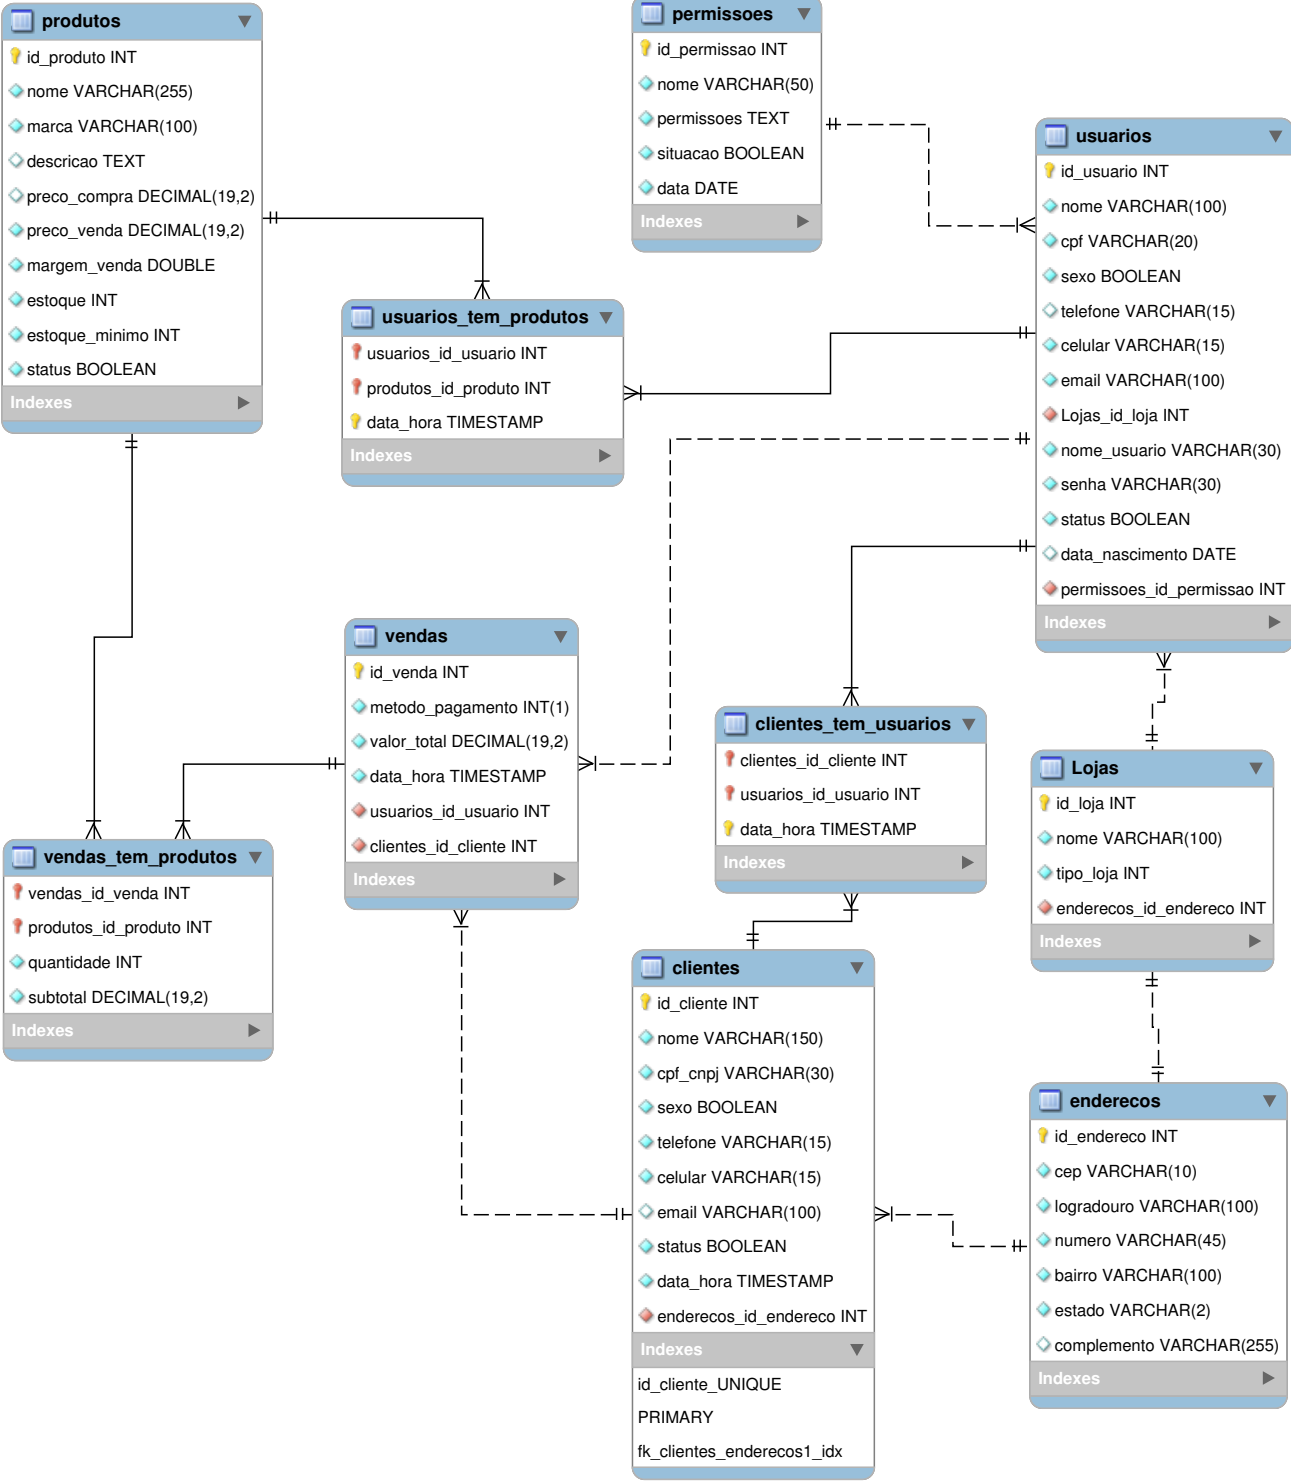 produtos
id_produto INT
nome VARCHAR(255)
marca VARCHAR(100)
descricao TEXT
preco_compra DECIMAL(19,2)
preco_venda DECIMAL(19,2)
margem_venda DOUBLE
estoque INT
estoque_minimo INT
status BOOLEAN
Indexes
permissoes
id_permissao INT
nome VARCHAR(50)
permissoes TEXT
situacao BOOLEAN
data DATE
Indexes
usuarios
id_usuario INT
nome VARCHAR(100)
cpf VARCHAR(20)
sexo BOOLEAN
telefone VARCHAR(15)
celular VARCHAR(15)
email VARCHAR(100)
Lojas_id_loja INT
nome_usuario VARCHAR(30)
senha VARCHAR(30)
status BOOLEAN
data_nascimento DATE
permissoes_id_permissao INT
Indexes
usuarios_tem_produtos
usuarios_id_usuario INT
produtos_id_produto INT
data_hora TIMESTAMP
Indexes
vendas
id_venda INT
metodo_pagamento INT(1)
valor_total DECIMAL(19,2)
data_hora TIMESTAMP
usuarios_id_usuario INT
clientes_id_cliente INT
Indexes
clientes_tem_usuarios
clientes_id_cliente INT
usuarios_id_usuario INT
data_hora TIMESTAMP
Indexes
Lojas
id_loja INT
nome VARCHAR(100)
tipo_loja INT
enderecos_id_endereco INT
Indexes
vendas_tem_produtos
vendas_id_venda INT
produtos_id_produto INT
quantidade INT
subtotal DECIMAL(19,2)
Indexes
clientes
id_cliente INT
nome VARCHAR(150)
cpf_cnpj VARCHAR(30)
sexo BOOLEAN
telefone VARCHAR(15)
celular VARCHAR(15)
email VARCHAR(100)
status BOOLEAN
data_hora TIMESTAMP
enderecos_id_endereco INT
Indexes
id_cliente_UNIQUE
PRIMARY
fk_clientes_enderecos1_idx
enderecos
id_endereco INT
cep VARCHAR(10)
logradouro VARCHAR(100)
numero VARCHAR(45)
bairro VARCHAR(100)
estado VARCHAR(2)
complemento VARCHAR(255)
Indexes